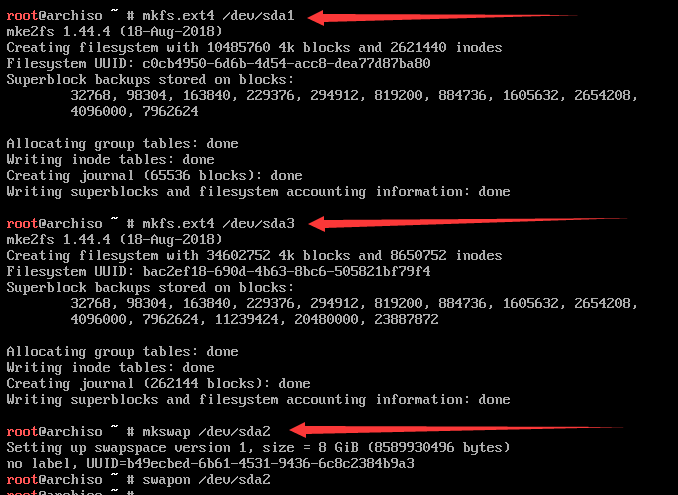 root@archiso ~ # mkfs.ext4 /dev/sda1
mke2fs 1.44.4 (18-Aug-2018)
Creating filesystem with 10485760 4k blocks and 2621440 inodes
Filesystem UUID: c0cb4950-6d6b-4d54-acc8-dea77d87ba80
Superblock backups stored on blocks:
        32768, 98304, 163840, 229376, 294912, 819200, 884736, 1605632, 2654208,
        4096000, 7962624

Allocating group tables: done
Writing inode tables: done
Creating journal (65536 blocks): done
Writing superblocks and filesystem accounting information: done

root@archiso ~ # mkfs.ext4 /dev/sda3
mke2fs 1.44.4 (18-Aug-2018)
Creating filesystem with 34602752 4k blocks and 8650752 inodes
Filesystem UUID: bac2ef18-690d-4b63-8bc6-505821bf79f4
Superblock backups stored on blocks:
        32768, 98304, 163840, 229376, 294912, 819200, 884736, 1605632, 2654208,
        4096000, 7962624, 11239424, 20480000, 23887872

Allocating group tables: done
Writing inode tables: done
Creating journal (262144 blocks): done
Writing superblocks and filesystem accounting information: done

root@archiso ~ # mkswap /dev/sda2
Setting up swapspace version 1, size = 8 GiB (8589930496 bytes)
no label, UUID=b49ecbed-6b61-4531-9436-6c8c2384b9a3
root@archiso ~ # swapon /dev/sda2
root@archiso ~ #